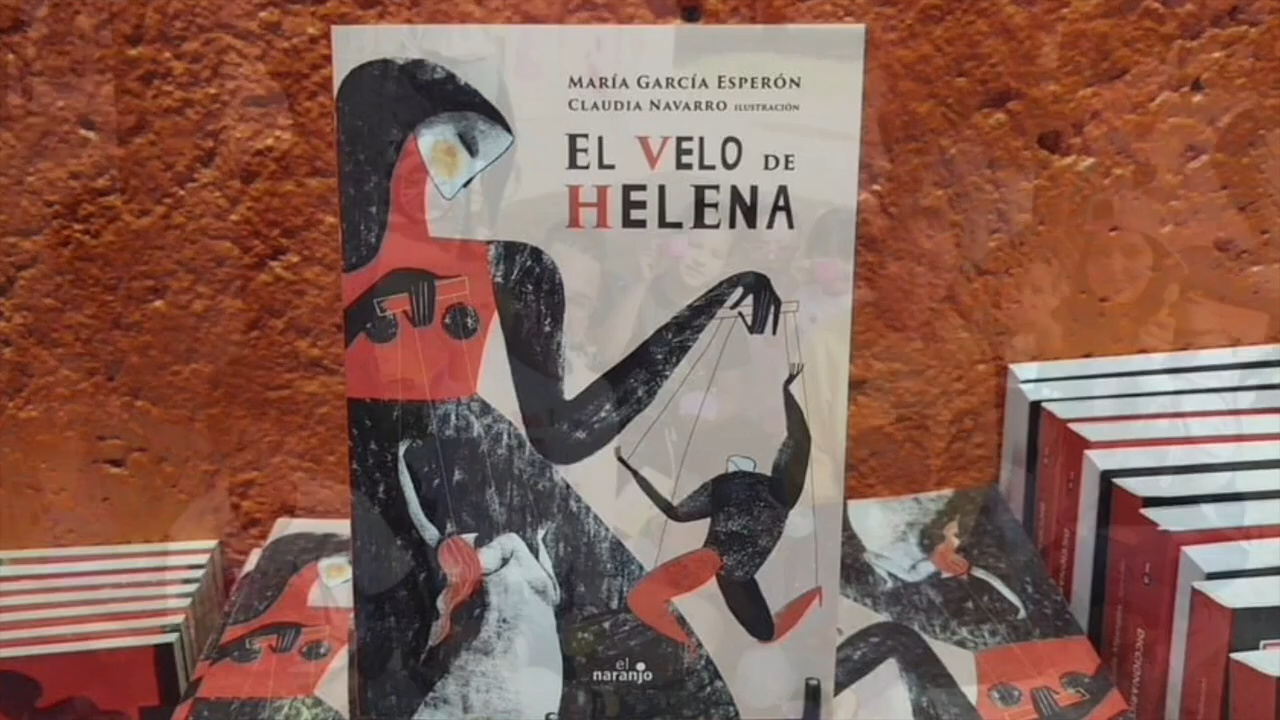 MARÍA GARCÍA ESPERÓN
CLAUDIA NAVARRO ILUSTRACIÓN
EL VELO DE
HELENA
el
naranjo